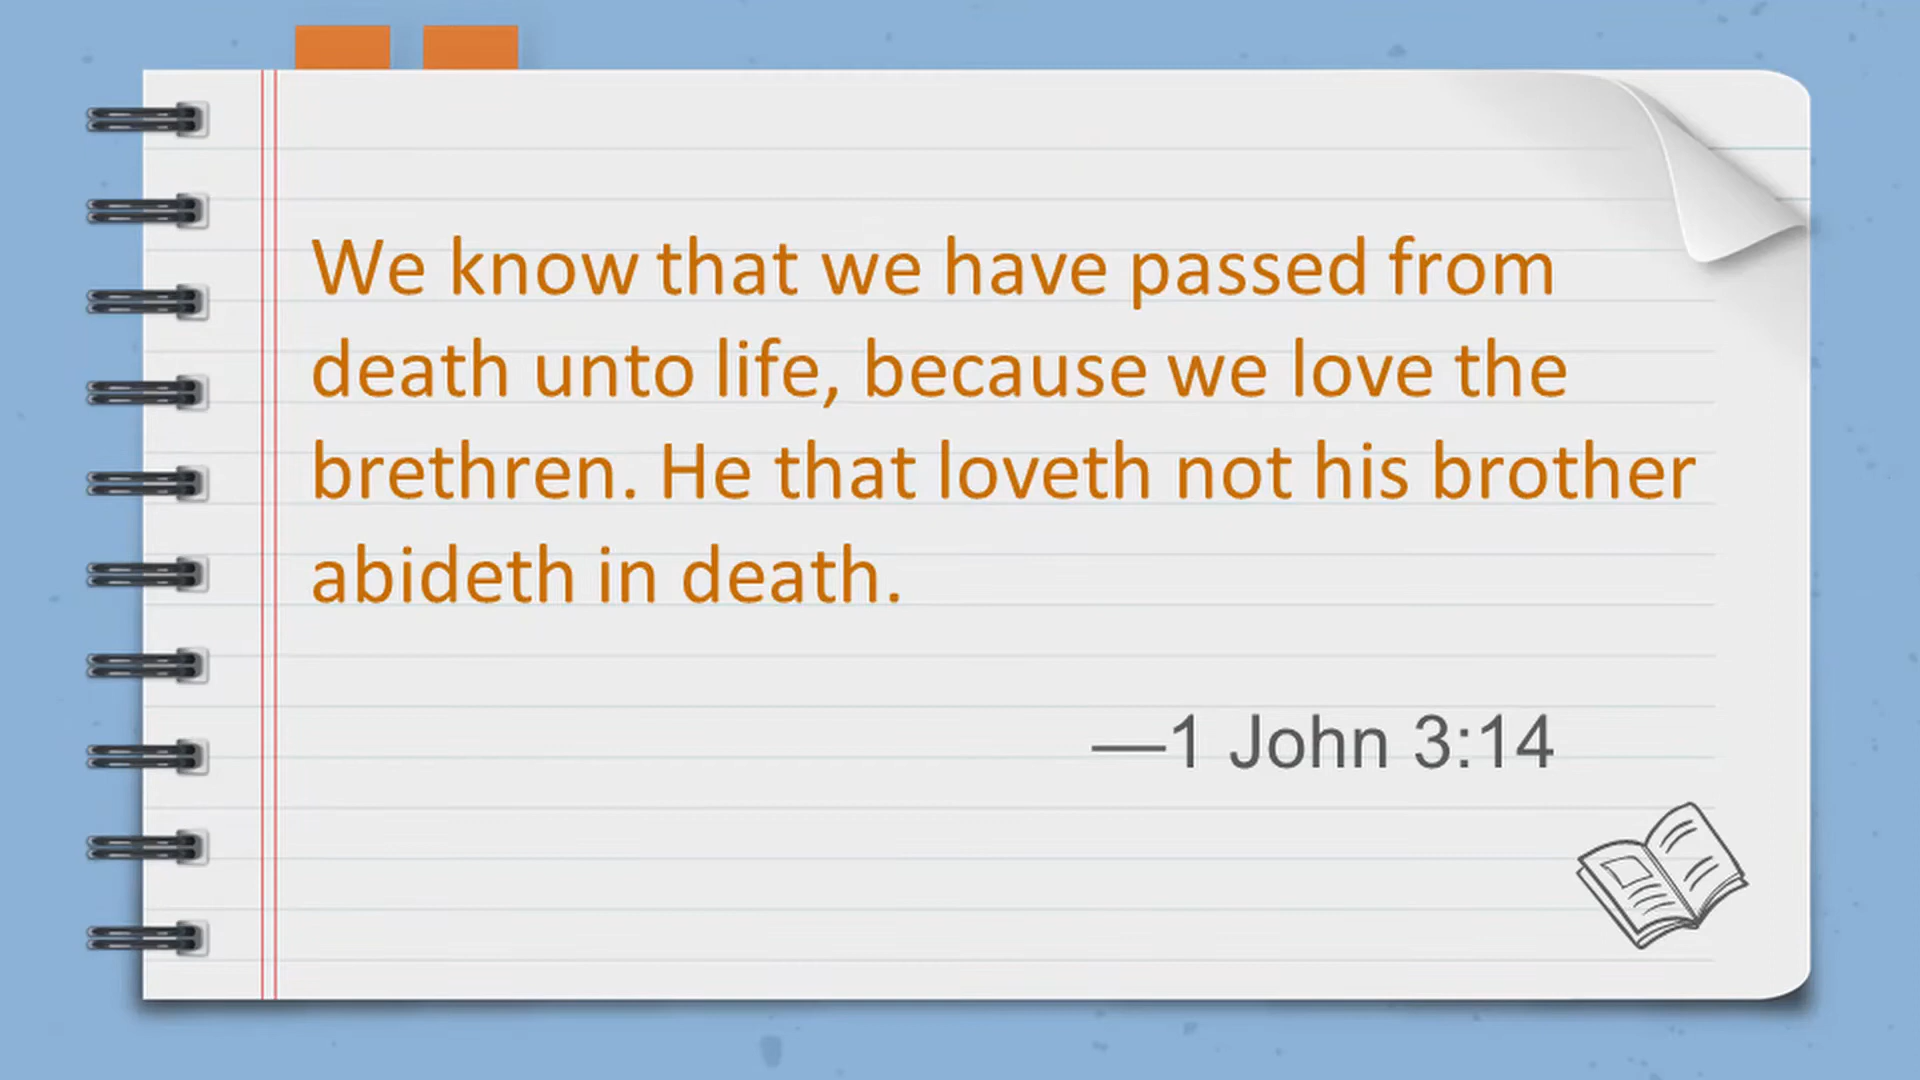 We know that we have passed from
death unto life, because we love the
brethren. He that loveth not his brother
abideth in death.
—1 John 3:14